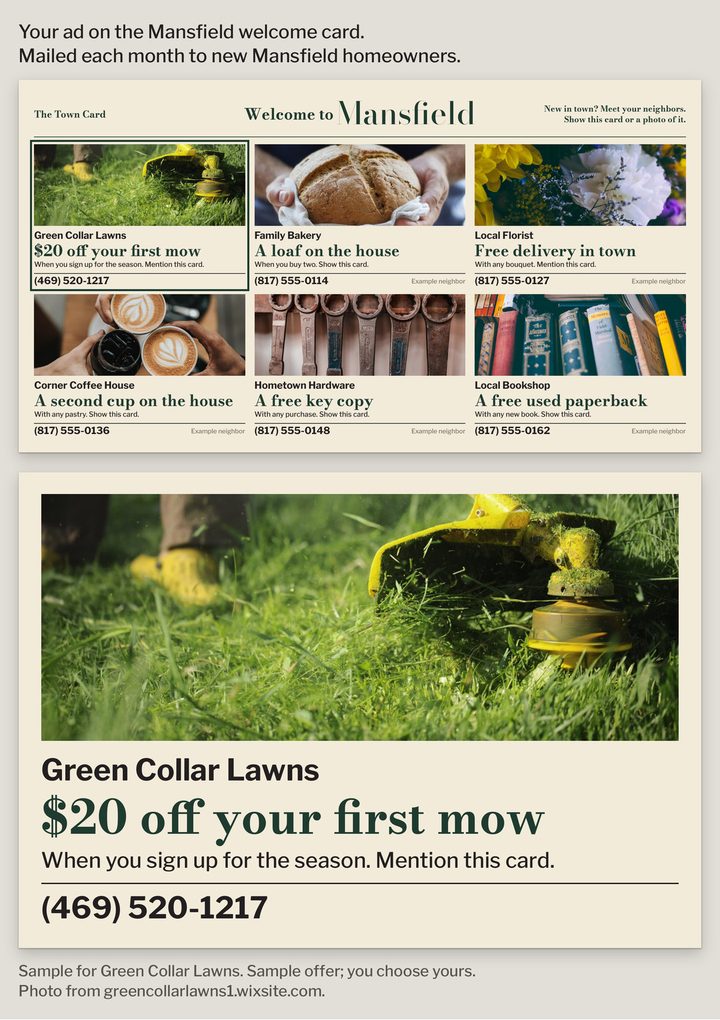 Your ad on the Mansfield welcome card.
Mailed each month to new Mansfield homeowners.
The Town Card
Welcome to Mansfield
New in town? Meet your neighbors.
Show this card or a photo of it.
Green Collar Lawns
$20 off your first mow
When you sign up for the season. Mention this card.
(469) 520-1217
Family Bakery
A loaf on the house
When you buy two. Show this card.
(817) 555-0114
Example neighbor
Local Florist
Free delivery in town
With any bouquet. Mention this card.
(817) 555-0127
Example neighbor
Corner Coffee House
A second cup on the house
With any pastry. Show this card.
(817) 555-0136
Example neighbor
Hometown Hardware
A free key copy
With any purchase. Show this card.
(817) 555-0148
Example neighbor
Local Bookshop
A free used paperback
With any new book. Show this card.
(817) 555-0162
Example neighbor
Green Collar Lawns
$20 off your first mow
When you sign up for the season. Mention this card.
(469) 520-1217
Sample for Green Collar Lawns. Sample offer; you choose yours.
Photo from greencollarlawns1.wixsite.com.